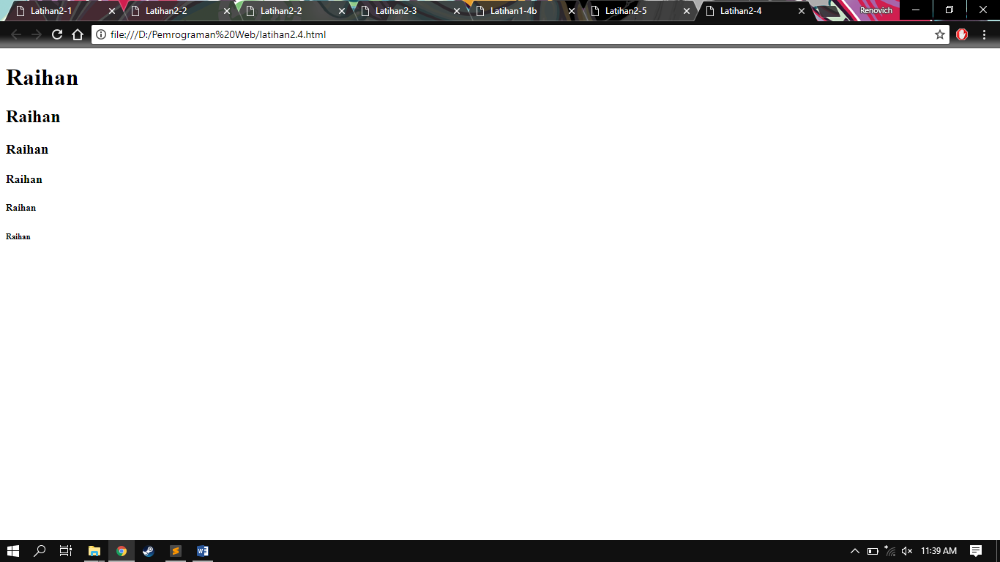 Latihan2-1 Latihan2-2 Latihan2-2 Latihan2-3 Latihan1-4b Latihan2-5 Latihan2-4 Renovich
file:///D:/Pemrograman%20Web/latihan2.4.html
Raihan
Raihan
Raihan
Raihan
Raihan
Raihan
11:39 AM